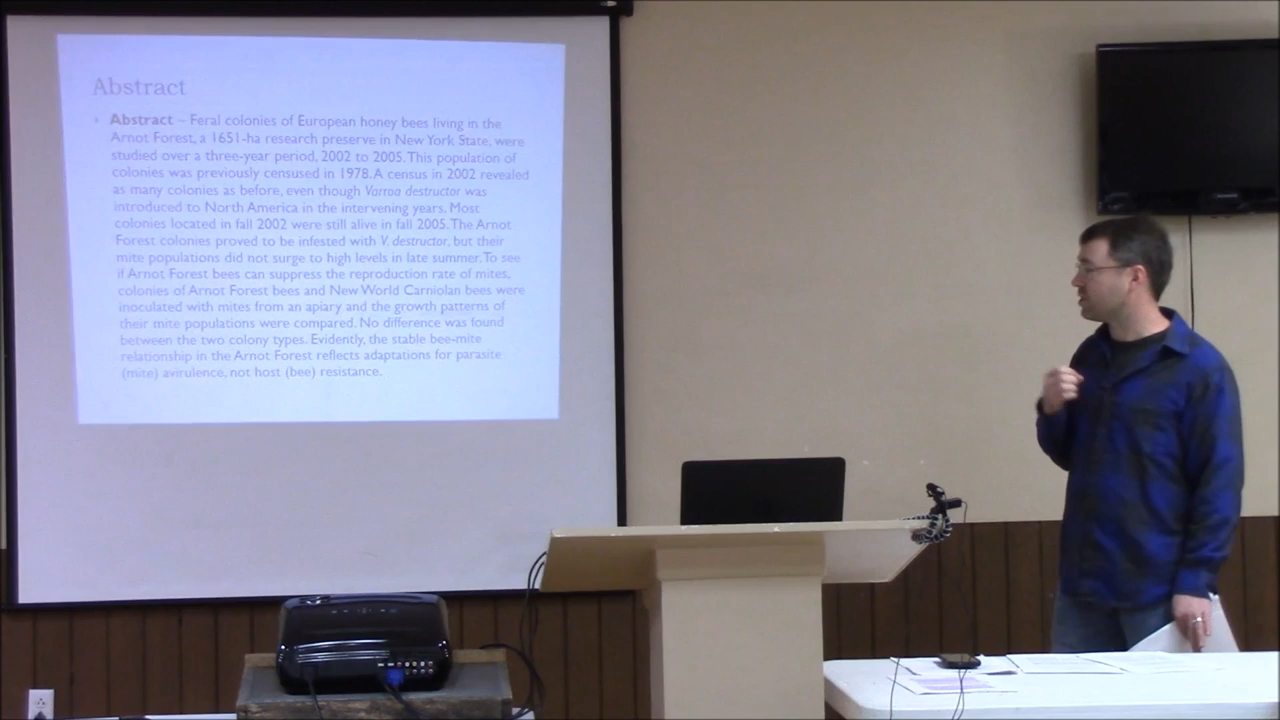 Abstract
• Abstract – Feral colonies of European honey bees living in the
Arnot Forest, a 1651-ha research preserve in New York State, were
studied over a three-year period, 2002 to 2005. This population of
colonies was previously censused in 1978. A census in 2002 revealed
as many colonies as before, even though Varroa destructor was
introduced to North America in the intervening years. Most
colonies located in fall 2002 were still alive in fall 2005. The Arnot
Forest colonies proved to be infested with V. destructor, but their
mite populations did not surge to high levels in late summer. To see
if Arnot Forest bees can suppress the reproduction rate of mites,
colonies of Arnot Forest bees and New World Carniolan bees were
inoculated with mites from an apiary and the growth patterns of
their mite populations were compared. No difference was found
between the two colony types. Evidently, the stable bee-mite
relationship in the Arnot Forest reflects adaptations for parasite
(mite) avirulence, not host (bee) resistance.